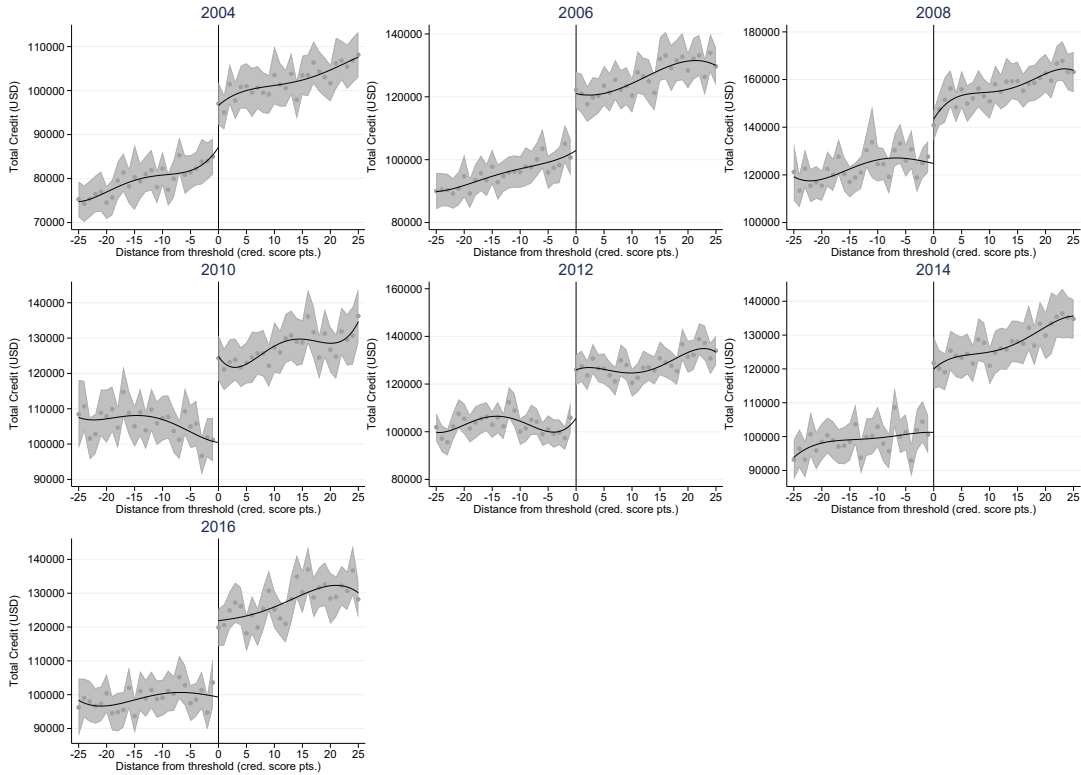 2004
Total Credit (USD)
110000
100000
90000
80000
70000
-25 -20 -15 -10 -5 0 5 10 15 20 25
Distance from threshold (cred. score pts.)
2006
Total Credit (USD)
140000
120000
100000
80000
-25 -20 -15 -10 -5 0 5 10 15 20 25
Distance from threshold (cred. score pts.)
2008
Total Credit (USD)
180000
160000
140000
120000
100000
-25 -20 -15 -10 -5 0 5 10 15 20 25
Distance from threshold (cred. score pts.)
2010
Total Credit (USD)
140000
130000
120000
110000
100000
90000
-25 -20 -15 -10 -5 0 5 10 15 20 25
Distance from threshold (cred. score pts.)
2012
Total Credit (USD)
160000
140000
120000
100000
80000
-25 -20 -15 -10 -5 0 5 10 15 20 25
Distance from threshold (cred. score pts.)
2014
Total Credit (USD)
140000
130000
120000
110000
100000
90000
-25 -20 -15 -10 -5 0 5 10 15 20 25
Distance from threshold (cred. score pts.)
2016
Total Credit (USD)
140000
130000
120000
110000
100000
90000
-25 -20 -15 -10 -5 0 5 10 15 20 25
Distance from threshold (cred. score pts.)